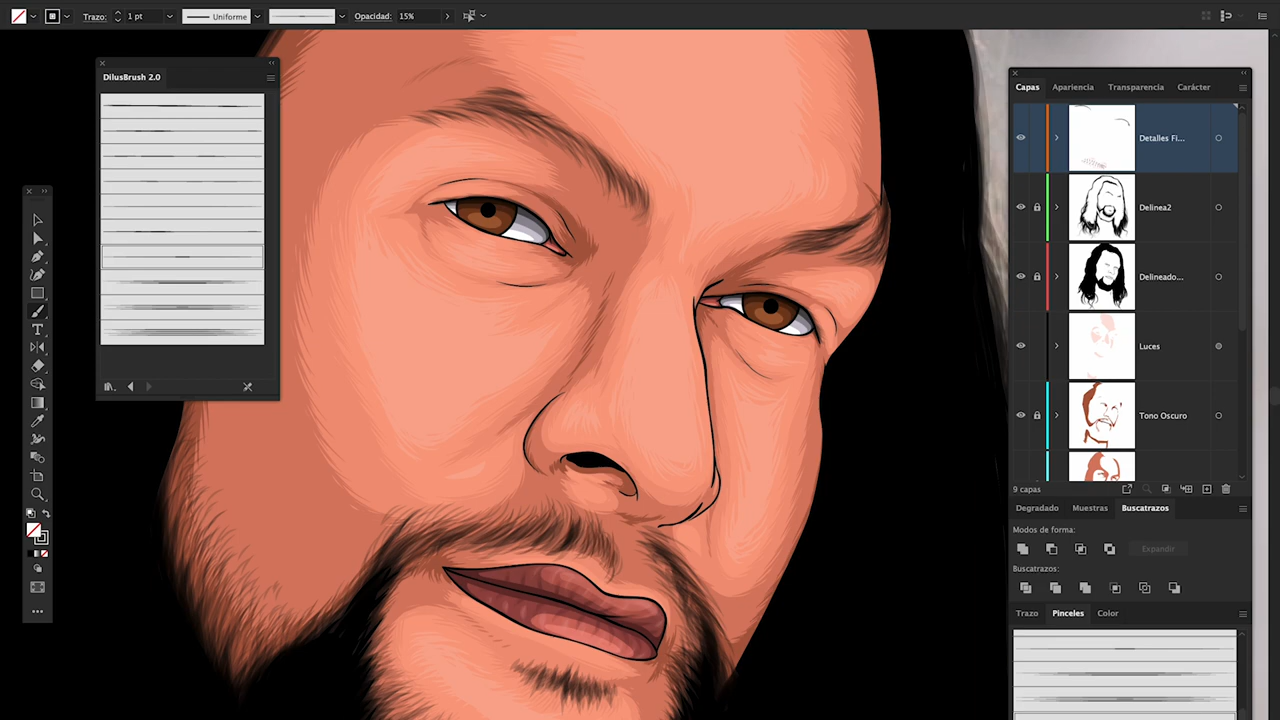 Trazo: 1 pt Uniforme Opacidad: 15%
DilusBrush 2.0
Capas Apariencia Transparencia Carácter
Detalles Fi...
Delinea2
Delineado...
Luces
Tono Oscuro
9 capas
Degradado Muestras Buscatrazos
Modos de forma:
Expandir
Buscatrazos:
Trazo Pinceles Color